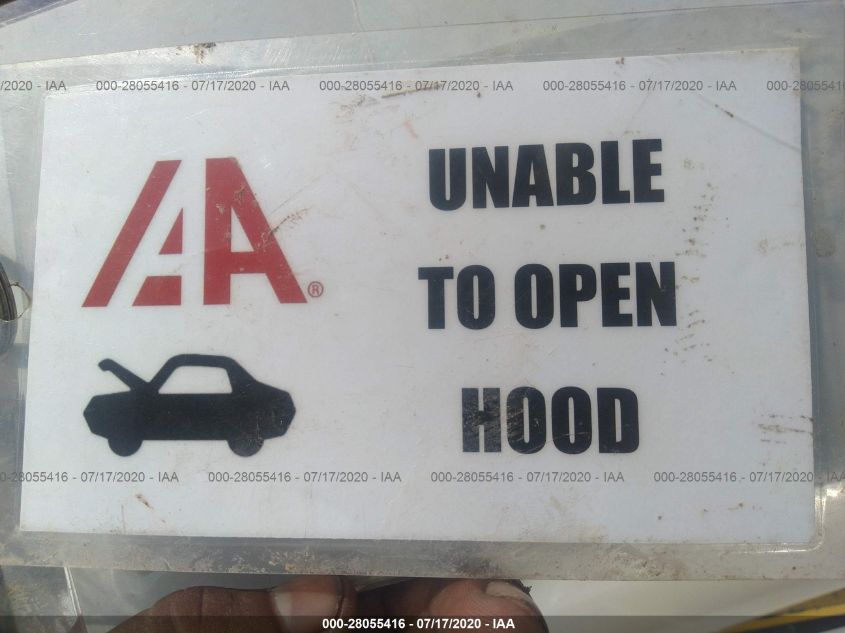 /2020 - IAA 000-28055416 - 07/17/2020 - IAA 000-28055416 - 07/17/2020 - IAA 000-28055416 - 07/17/2020 - IAA 000-28055416
IAA®
UNABLE
TO OPEN
HOOD
00-28055416 - 07/17/2020 - IAA 000-28055416 - 07/17/2020 - IAA 000-28055416 - 07/17/2020 - IAA 000-28055416 - 07/17/2020 - IAA
000-28055416 - 07/17/2020 - IAA